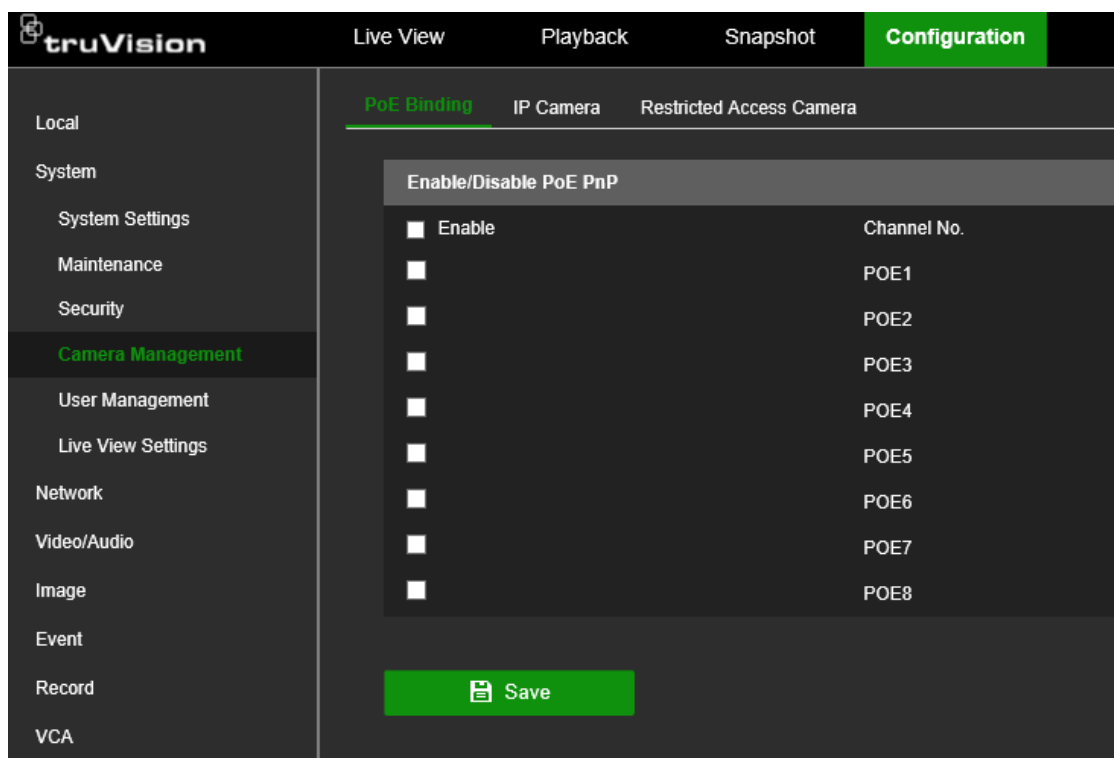 truVision
Live View Playback Snapshot Configuration
PoE Binding IP Camera Restricted Access Camera
Local
System
System Settings
Maintenance
Security
Camera Management
User Management
Live View Settings
Network
Video/Audio
Image
Event
Record
VCA
Enable/Disable PoE PnP
Enable Channel No.
POE1
POE2
POE3
POE4
POE5
POE6
POE7
POE8
Save